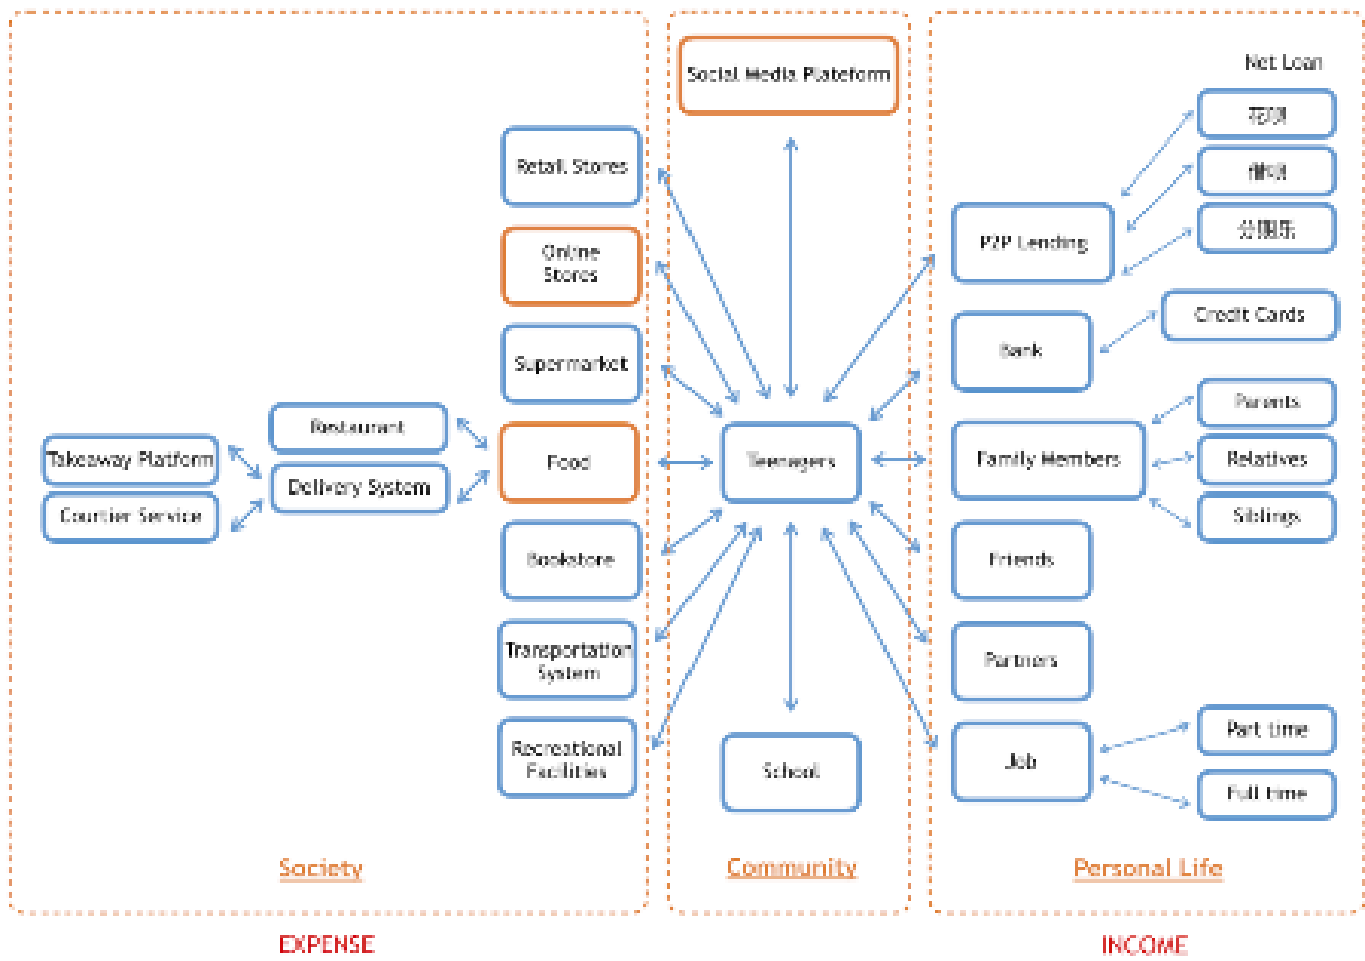 Social Media Plateform
Net Loan
花呗
借呗
分期乐
Retail Stores
Online
Stores
Supermarket
Food
Bookstore
Transportation
System
Recreational
Facilities
Restaurant
Delivery System
Takeaway Platform
Courtier Service
Teenagers
School
P2P Lending
Bank
Credit Cards
Family Members
Parents
Relatives
Siblings
Friends
Partners
Job
Part time
Full time
Society
Community
Personal Life
EXPENSE
INCOME